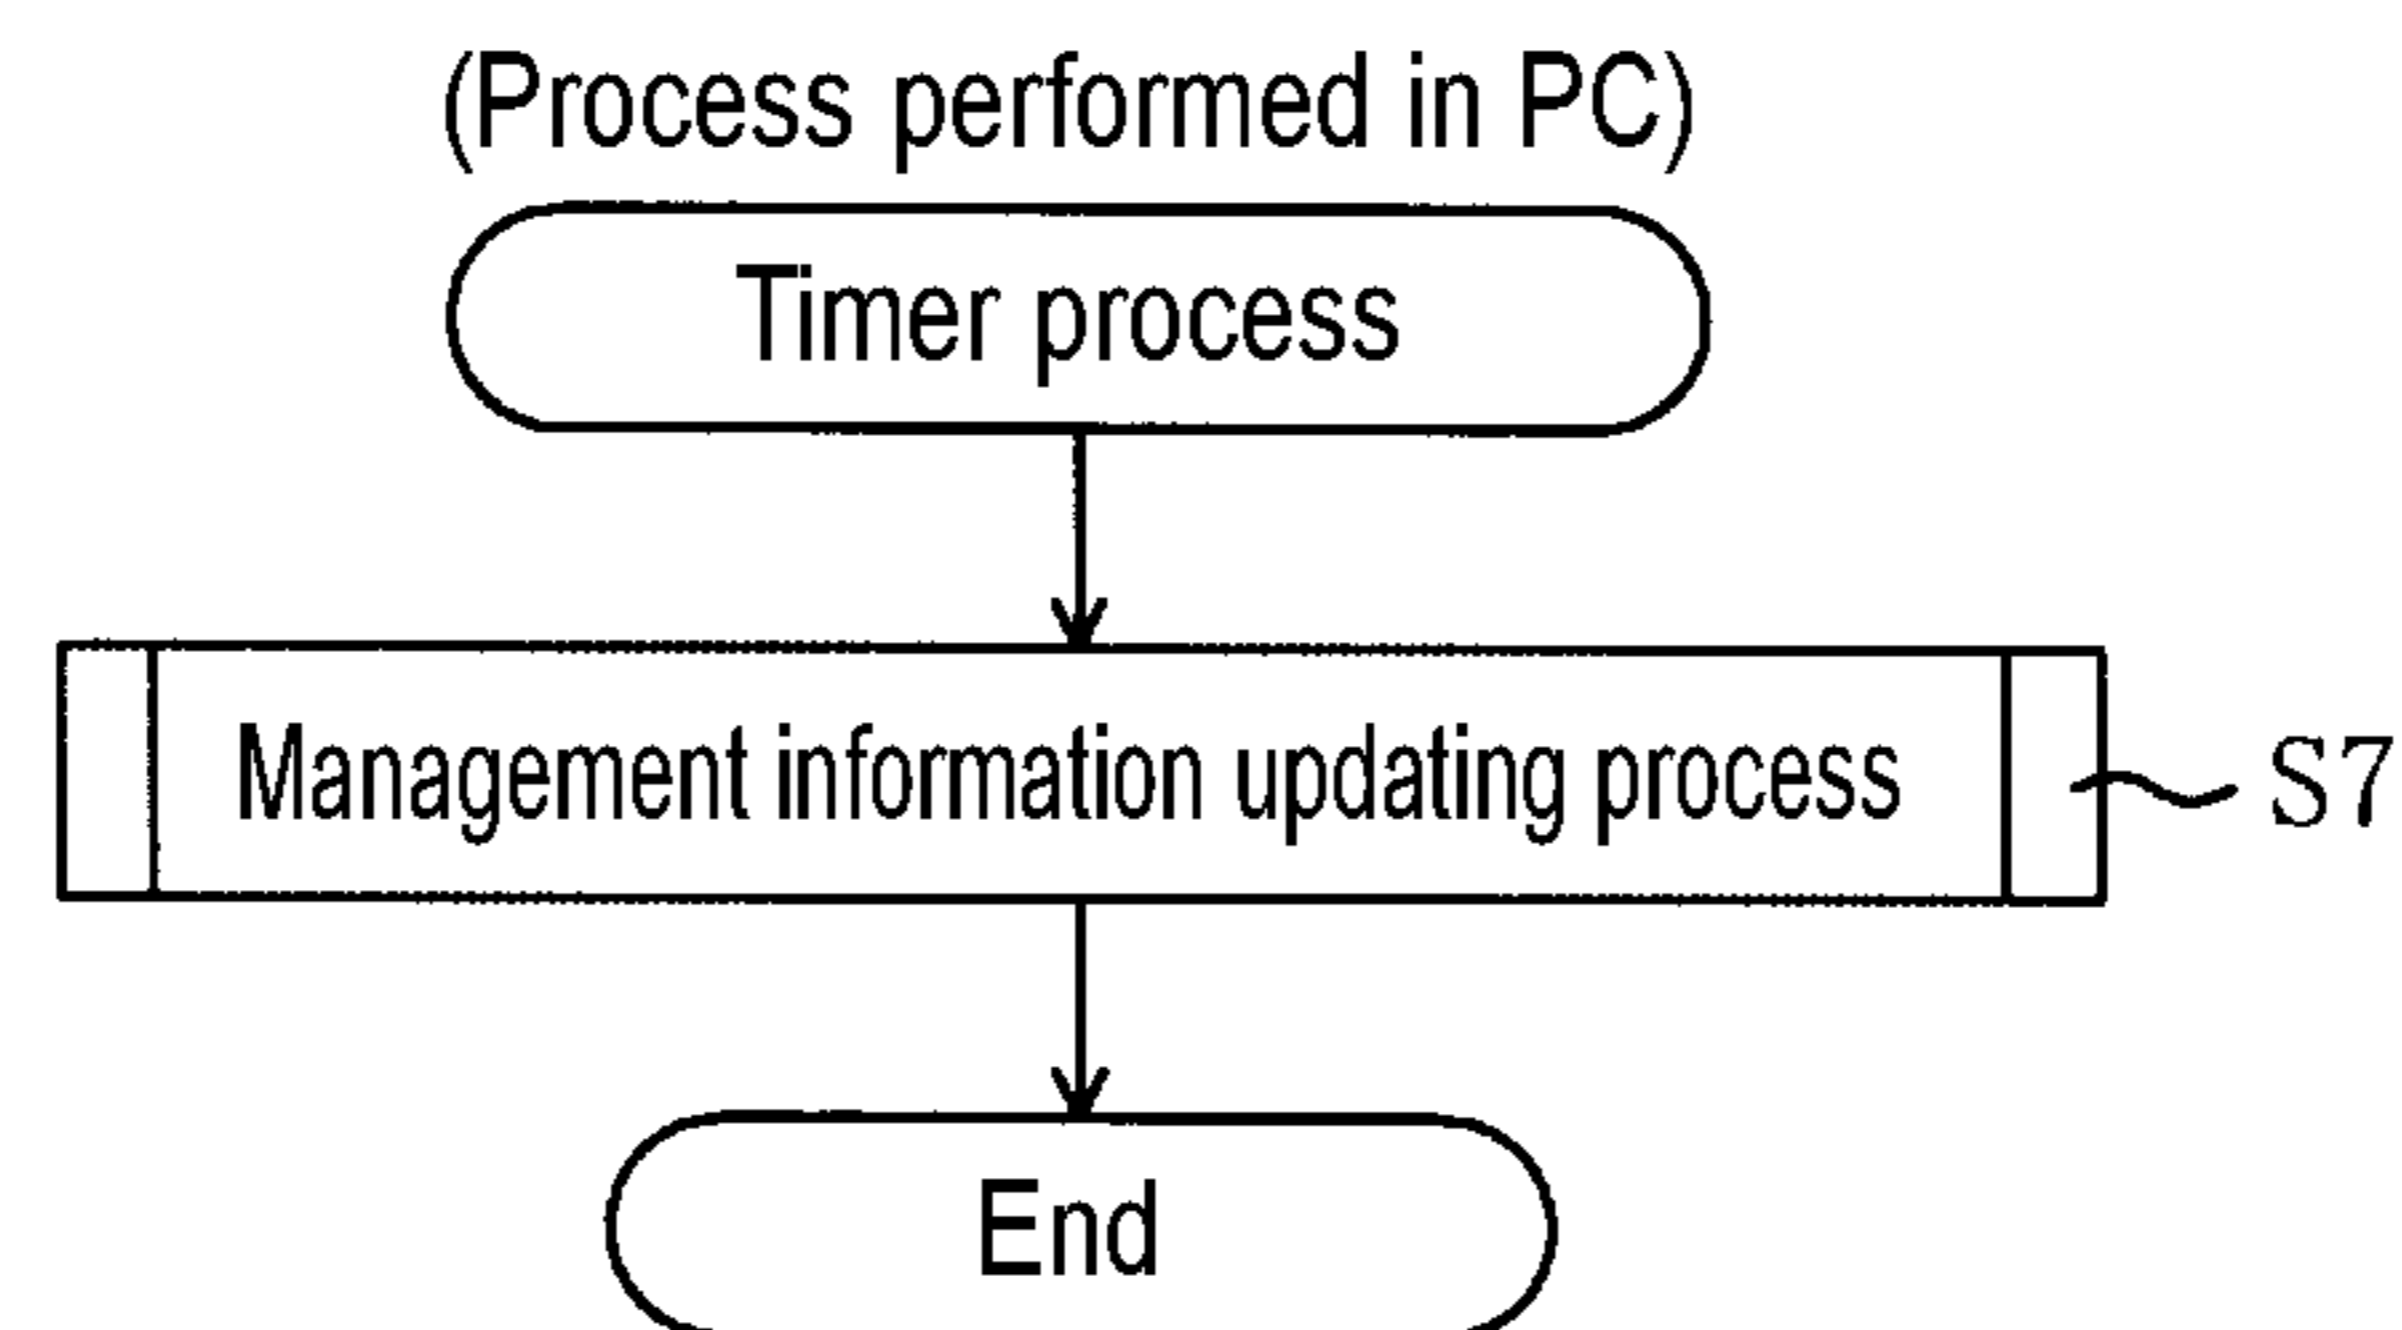 (Process performed in PC)
Timer process
Management information updating process
S7
End